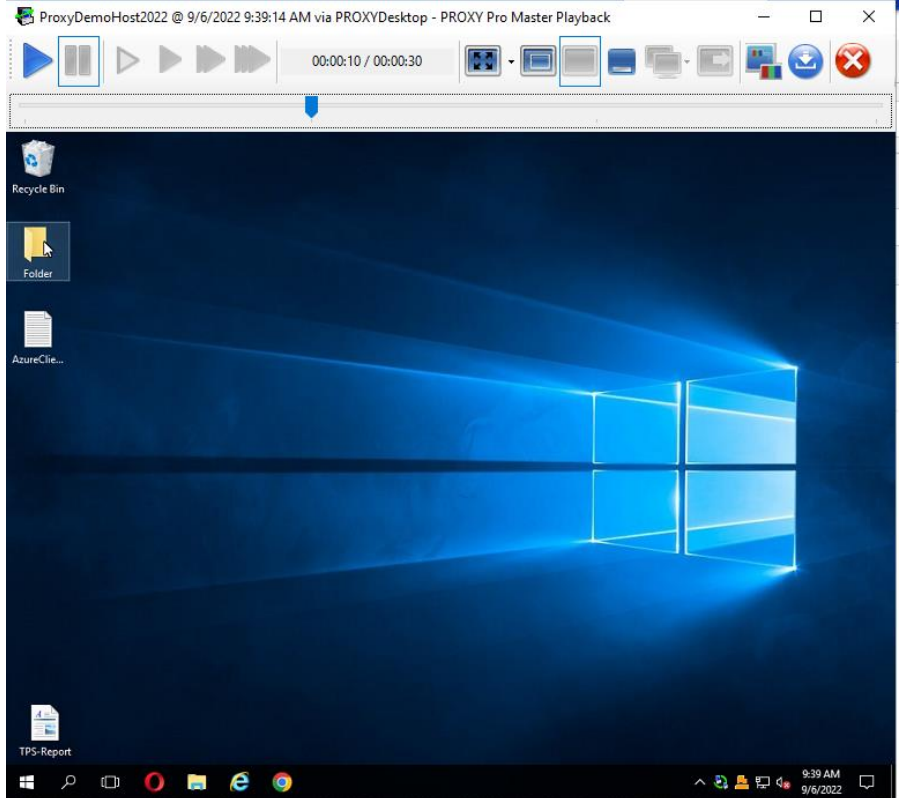 ProxyDemoHost2022 @ 9/6/2022 9:39:14 AM via PROXYDesktop - PROXY Pro Master Playback
00:00:10 / 00:00:30
Recycle Bin
Folder
AzureClie...
TPS-Report
9:39 AM
9/6/2022